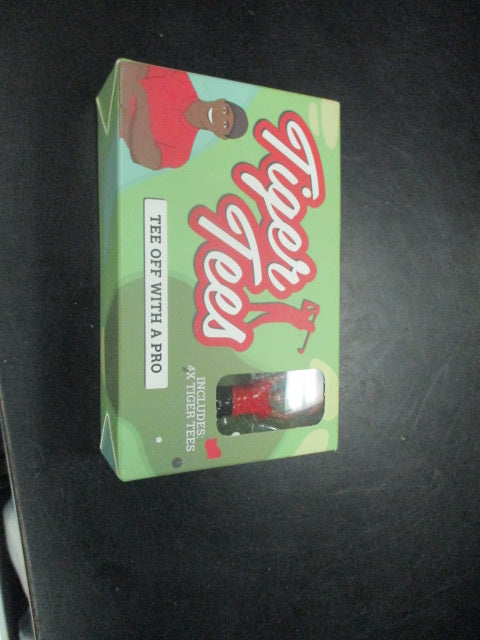 Tiger
Tees
TEE OFF WITH A PRO
INCLUDES:
4X TIGER TEES